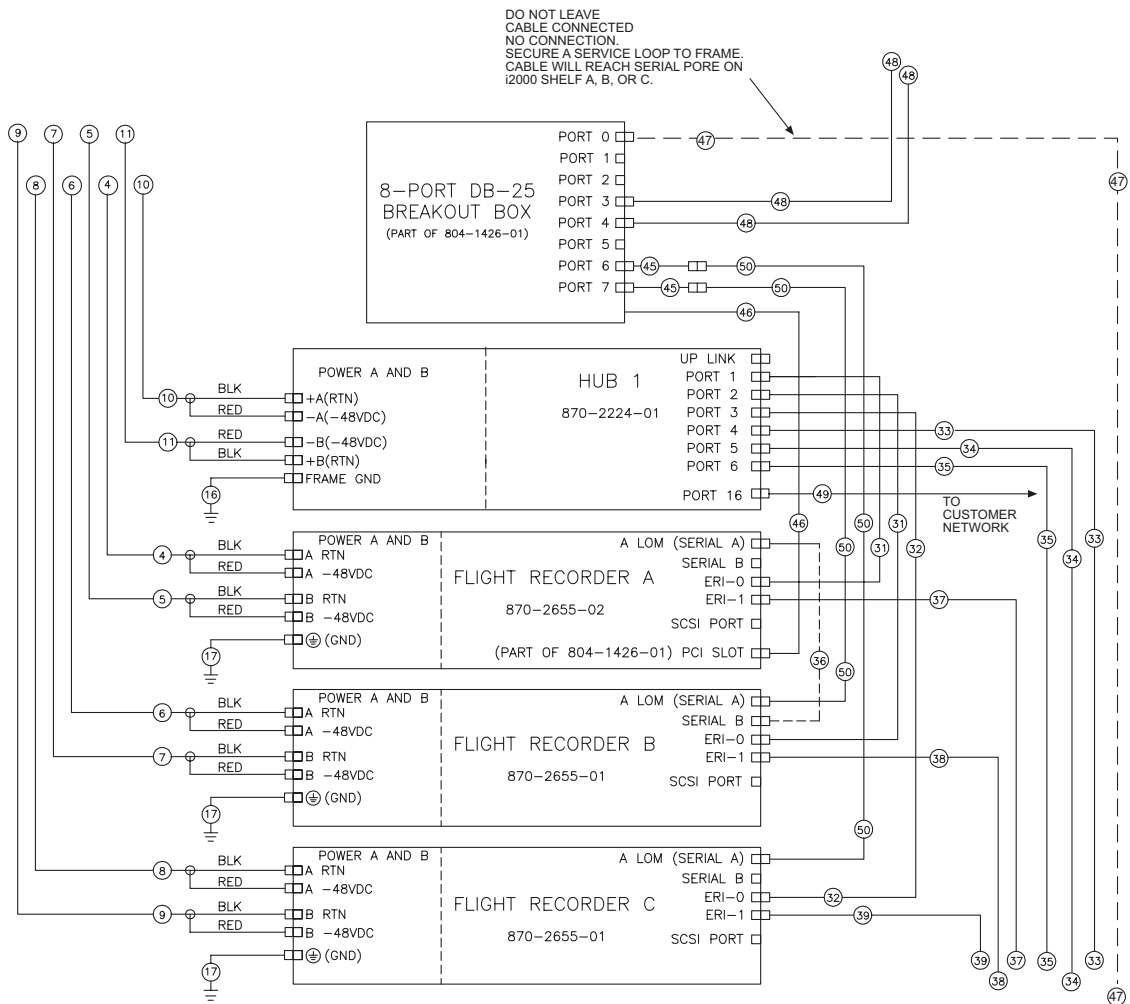 DO NOT LEAVE
CABLE CONNECTED
NO CONNECTION.
SECURE A SERVICE LOOP TO FRAME.
CABLE WILL REACH SERIAL PORE ON
i2000 SHELF A, B, OR C.
48
48
9
7
5
11
8
6
4
10
8-PORT DB-25
BREAKOUT BOX
(PART OF 804-1426-01)
PORT 0
47
47
PORT 1
PORT 2
PORT 3
48
PORT 4
48
PORT 5
PORT 6
45
50
PORT 7
45
50
46
POWER A AND B
HUB 1
870-2224-01
10
BLK
+A(RTN)
RED
-A(-48VDC)
11
RED
-B(-48VDC)
BLK
+B(RTN)
FRAME GND
16
UP LINK
PORT 1
PORT 2
PORT 3
PORT 4
33
PORT 5
34
PORT 6
35
PORT 16
49
TO
CUSTOMER
NETWORK
46
50
50
31
31
32
35
34
33
POWER A AND B
FLIGHT RECORDER A
870-2655-02
4
BLK
A RTN
RED
A -48VDC
5
BLK
B RTN
RED
B -48VDC
(GND)
17
A LOM (SERIAL A)
SERIAL B
ERI-0
ERI-1
37
SCSI PORT
(PART OF 804-1426-01) PCI SLOT
36
50
POWER A AND B
FLIGHT RECORDER B
870-2655-01
6
BLK
A RTN
RED
A -48VDC
7
BLK
B RTN
RED
B -48VDC
(GND)
17
A LOM (SERIAL A)
SERIAL B
ERI-0
ERI-1
38
SCSI PORT
50
POWER A AND B
FLIGHT RECORDER C
870-2655-01
8
BLK
A RTN
RED
A -48VDC
9
BLK
B RTN
RED
B -48VDC
(GND)
17
A LOM (SERIAL A)
SERIAL B
ERI-0
32
ERI-1
39
SCSI PORT
39
38
37
35
34
33
47